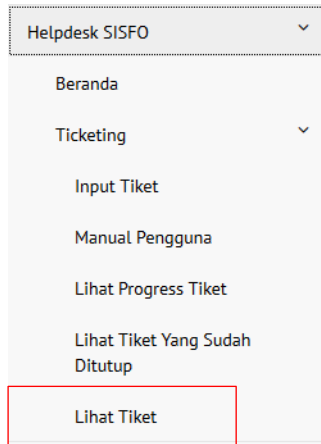 Helpdesk SISFO
Beranda
Ticketing
Input Tiket
Manual Pengguna
Lihat Progress Tiket
Lihat Tiket Yang Sudah
Ditutup
Lihat Tiket